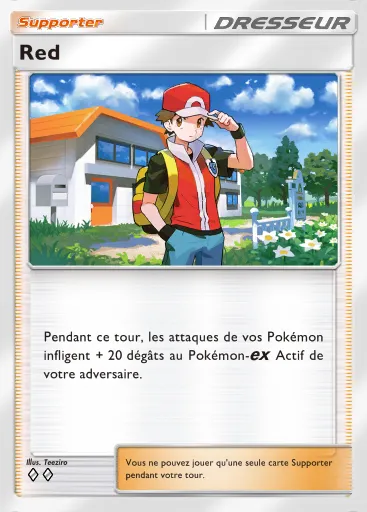 Supporter
DRESSEUR
Red
Pendant ce tour, les attaques de vos Pokémon
infligent + 20 dégâts au Pokémon-ex Actif de
votre adversaire.
Illus. Teeziro
Vous ne pouvez jouer qu'une seule carte Supporter
pendant votre tour.